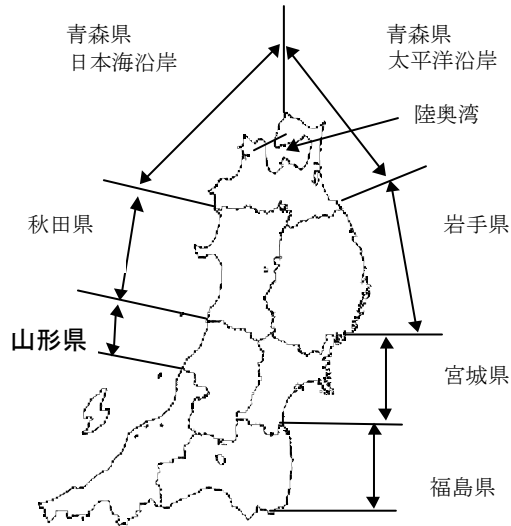 青森県
日本海沿岸
青森県
太平洋沿岸
陸奥湾
秋田県
岩手県
山形県
宮城県
福島県